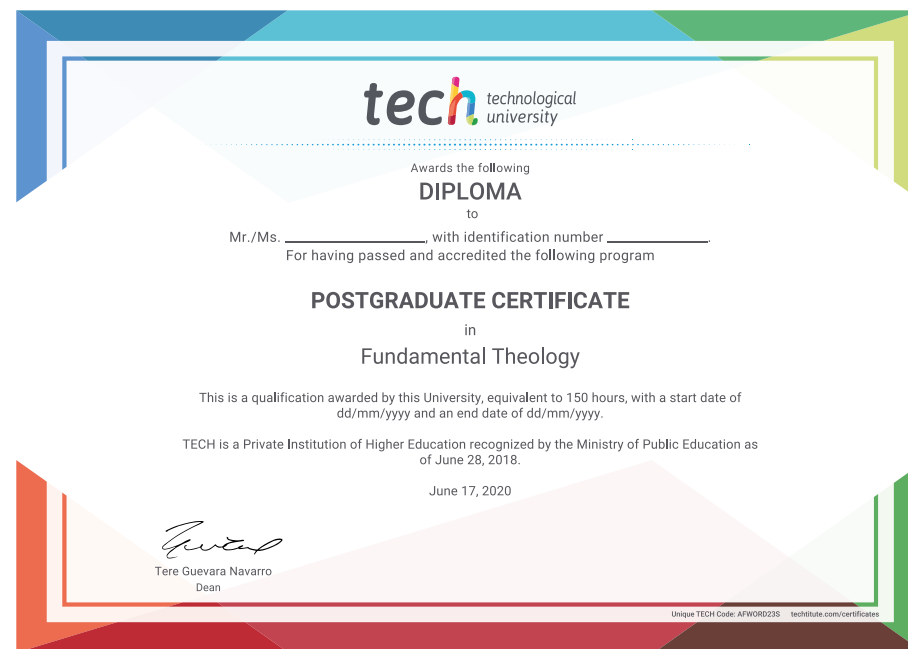 tech technological
university
Awards the following
DIPLOMA
to
Mr./Ms. ____________________, with identification number ______________.
For having passed and accredited the following program
POSTGRADUATE CERTIFICATE
in
Fundamental Theology
This is a qualification awarded by this University, equivalent to 150 hours, with a start date of
dd/mm/yyyy and an end date of dd/mm/yyyy.
TECH is a Private Institution of Higher Education recognized by the Ministry of Public Education as
of June 28, 2018.
June 17, 2020
Tere Guevara Navarro
Dean
Unique TECH Code: AFWORD23S techtitute.com/certificates